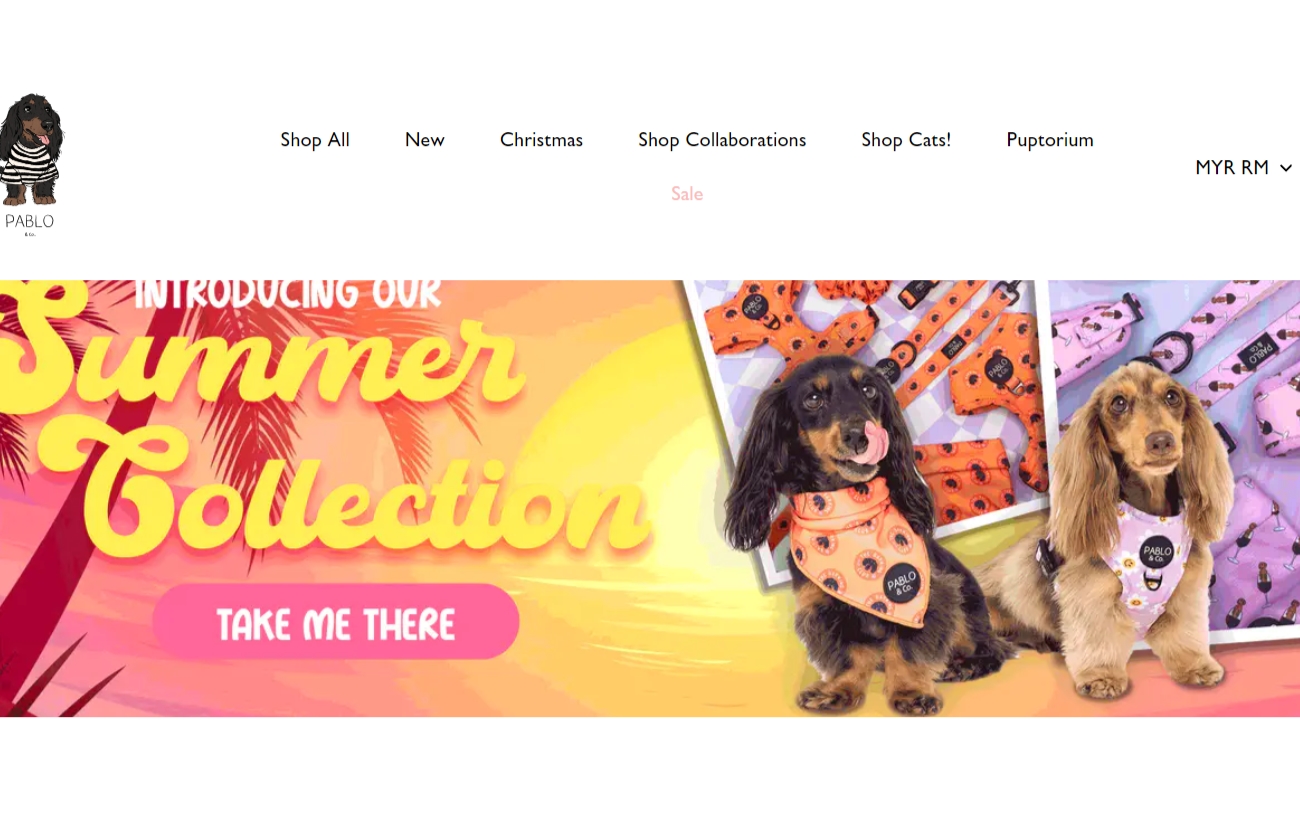 Shop All New Christmas Shop Collaborations Shop Cats! Puptorium
Sale
MYR RM
PABLO
& Co.
INTRODUCING OUR
Summer
Collection
TAKE ME THERE
PABLO
& Co.
PABLO
& Co.
PABLO
& Co.